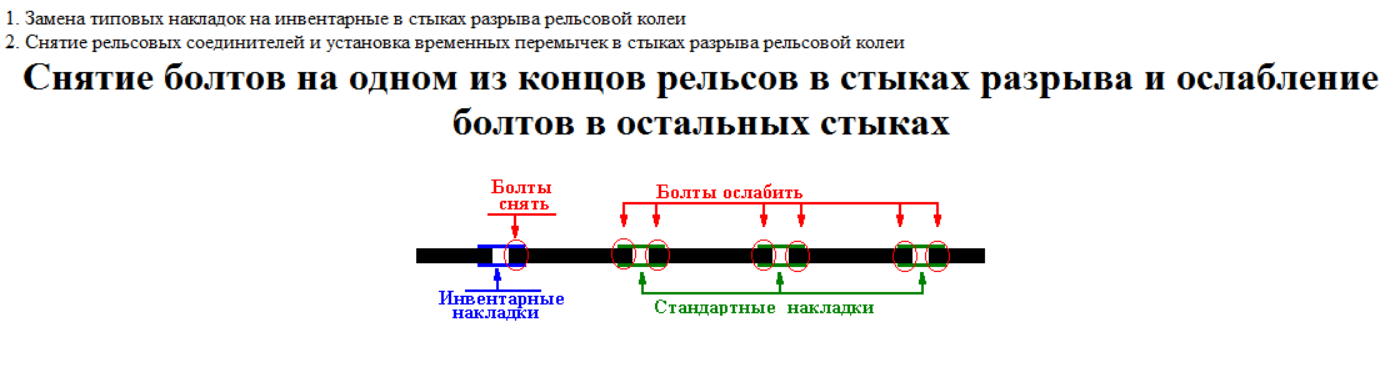 1. Замена типовых накладок на инвентарные в стыках разрыва рельсовой колеи
2. Снятие рельсовых соединителей и установка временных перемычек в стыках разрыва рельсовой колеи
Снятие болтов на одном из концов рельсов в стыках разрыва и ослабление
болтов в остальных стыках
Болты
снять
Болты ослабить
Инвентарные
накладки
Стандартные накладки